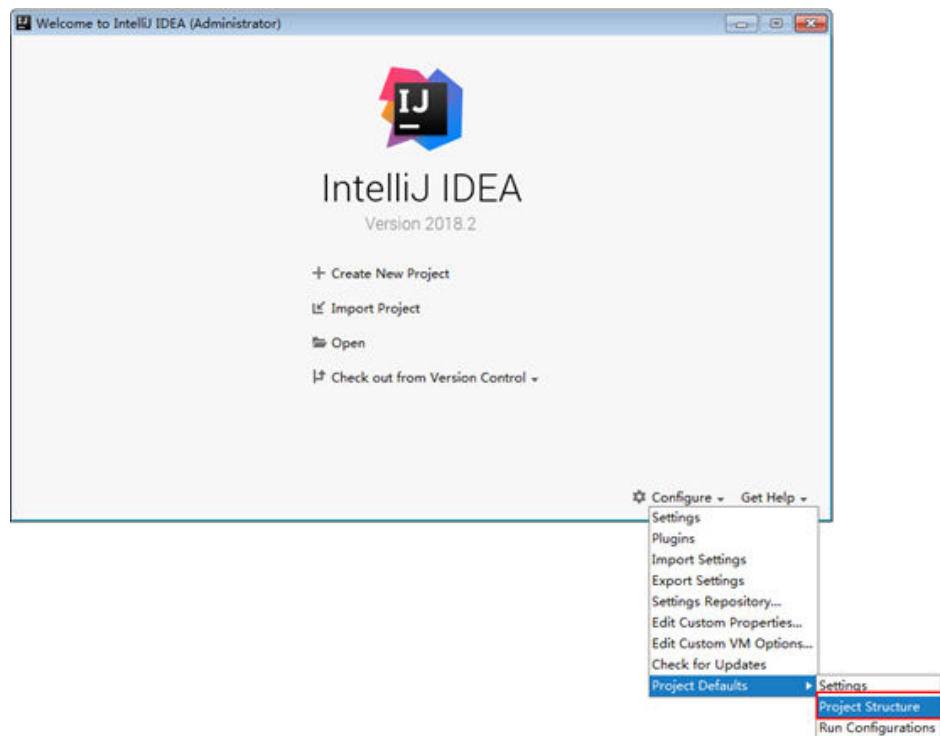 Welcome to IntelliJ IDEA (Administrator)
IJ
IntelliJ IDEA
Version 2018.2
Create New Project
Import Project
Open
Check out from Version Control
Configure Get Help
Settings
Plugins
Import Settings
Export Settings
Settings Repository...
Edit Custom Properties...
Edit Custom VM Options...
Check for Updates
Project Defaults Settings
Project Structure
Run Configurations